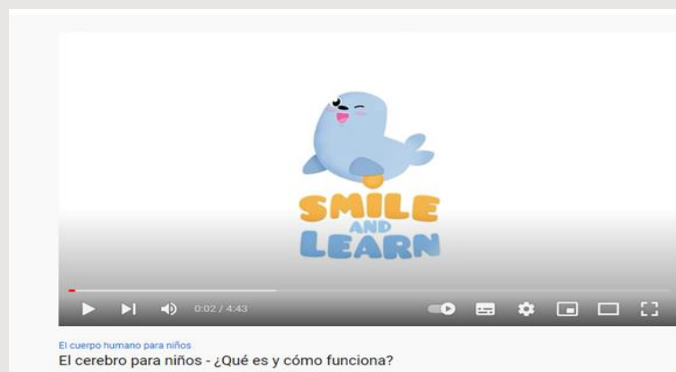 SMILE
AND
LEARN
0:02 / 4:43
El cuerpo humano para niños
El cerebro para niños - ¿Qué es y cómo funciona?